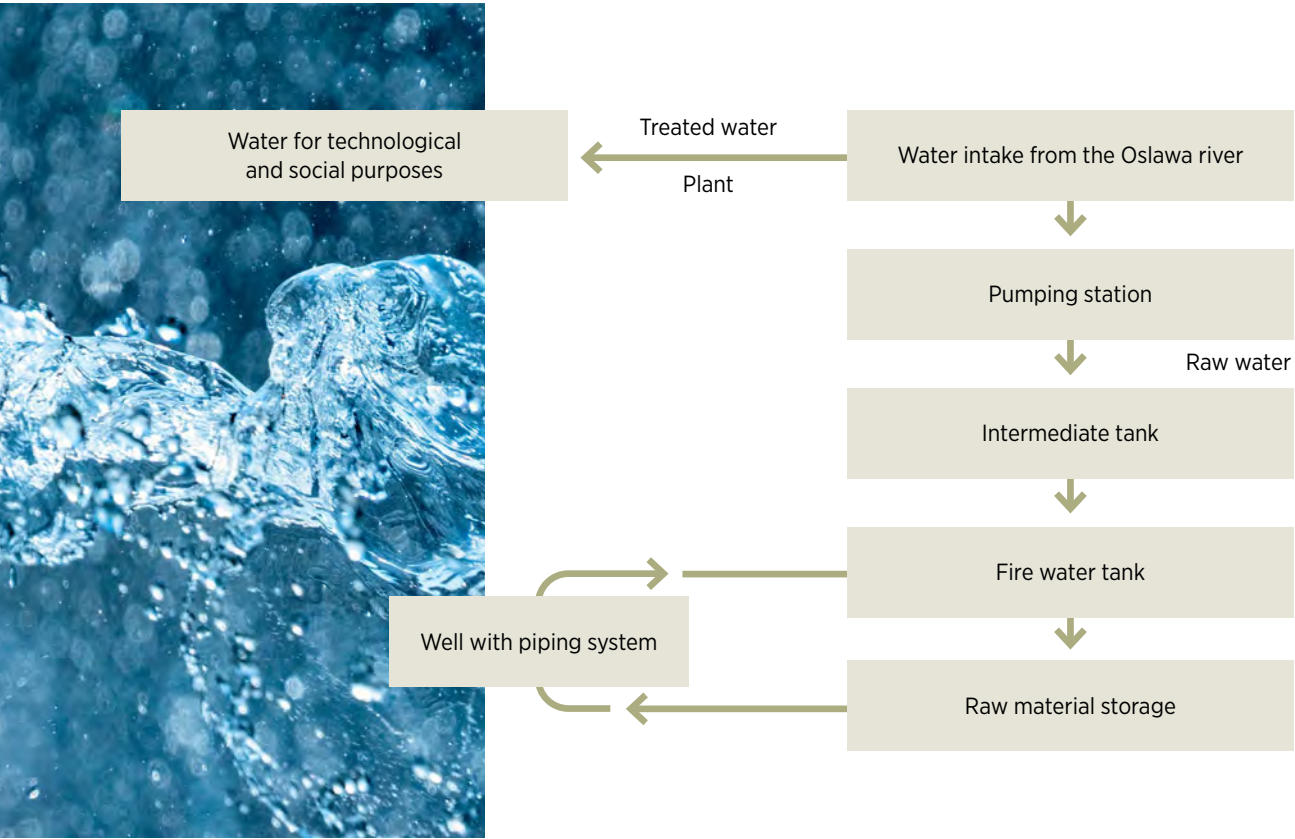 Water for technological
and social purposes
Treated water
Plant
Water intake from the Oslawa river
Pumping station
Raw water
Intermediate tank
Fire water tank
Well with piping system
Raw material storage